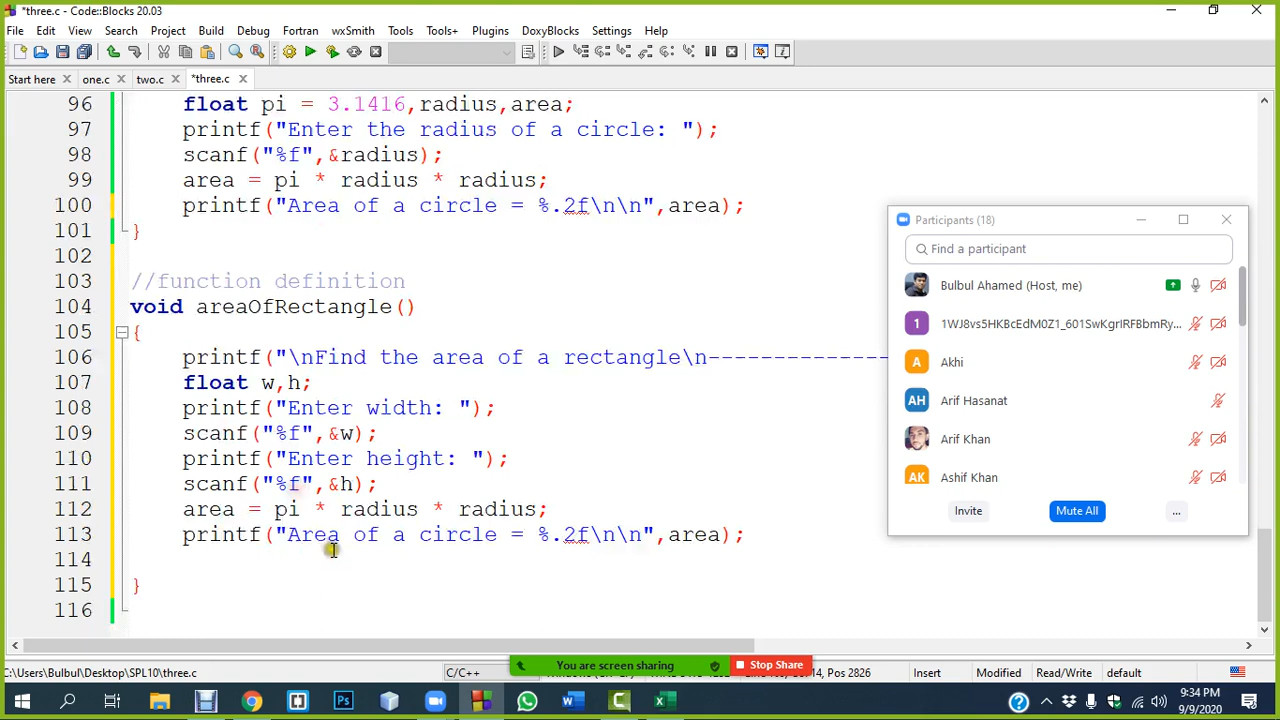 *three.c - Code::Blocks 20.03
File Edit View Search Project Build Debug Fortran wxSmith Tools Tools+ Plugins DoxyBlocks Settings Help
Start here one.c two.c *three.c
96 float pi = 3.1416,radius,area;
97 printf("Enter the radius of a circle: ");
98 scanf("%f",&radius);
99 area = pi * radius * radius;
100 printf("Area of a circle = %.2f\n\n",area);
101 }
102
103 //function definition
104 void areaOfRectangle()
105 {
106 printf("\nFind the area of a rectangle\n---------------
107 float w,h;
108 printf("Enter width: ");
109 scanf("%f",&w);
110 printf("Enter height: ");
111 scanf("%f",&h);
112 area = pi * radius * radius;
113 printf("Area of a circle = %.2f\n\n",area);
114
115 }
116
Participants (18)
Find a participant
Bulbul Ahamed (Host, me)
1 1WJ8vs5HKBcEdM0Z1_601SwKgrIRFBbmRy...
A Akhi
AH Arif Hasanat
Arif Khan
AK Ashif Khan
Invite Mute All ...
C:\Users\Bulbul\Desktop\SPL10\three.c C/C++ Pos 2826 Insert Modified Read/Write default
You are screen sharing Stop Share
9:34 PM
9/9/2020